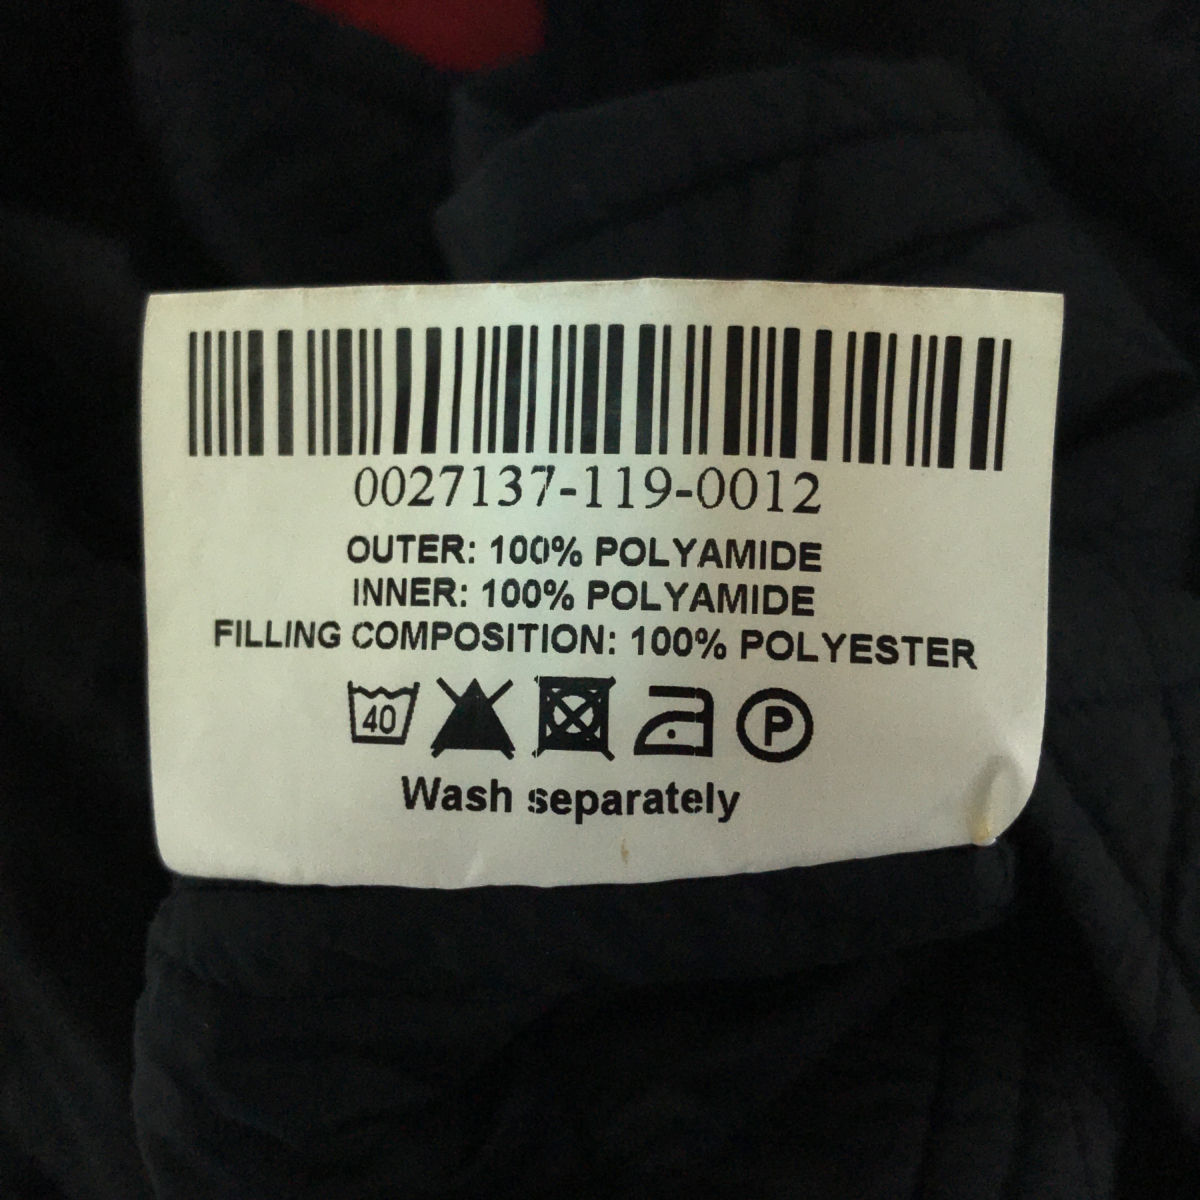 0027137-119-0012
OUTER: 100% POLYAMIDE
INNER: 100% POLYAMIDE
FILLING COMPOSITION: 100% POLYESTER
40 P
Wash separately